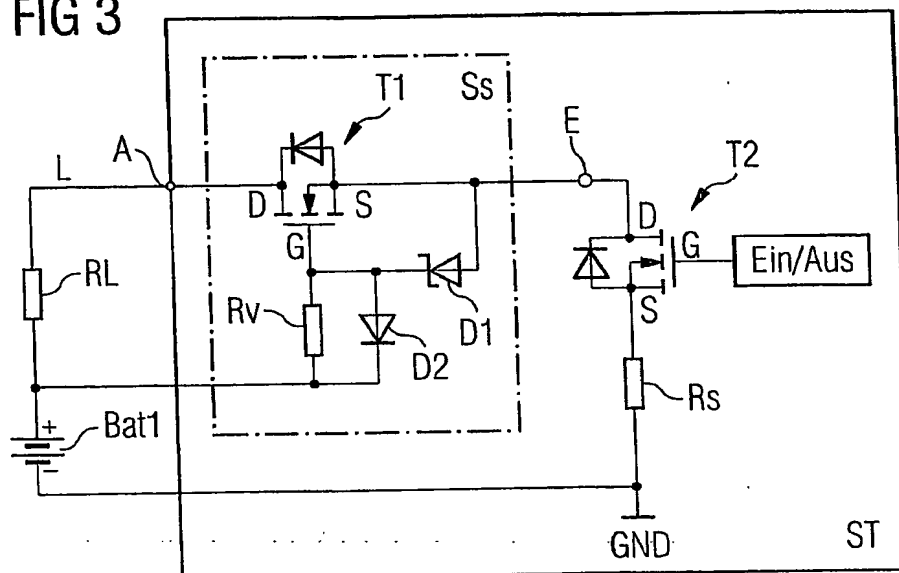 FIG 3
T1
Ss
E
T2
L
A
D
S
G
D
G
Ein/Aus
S
RL
Rv
D2
D1
Rs
+
Bat1
−
GND
ST